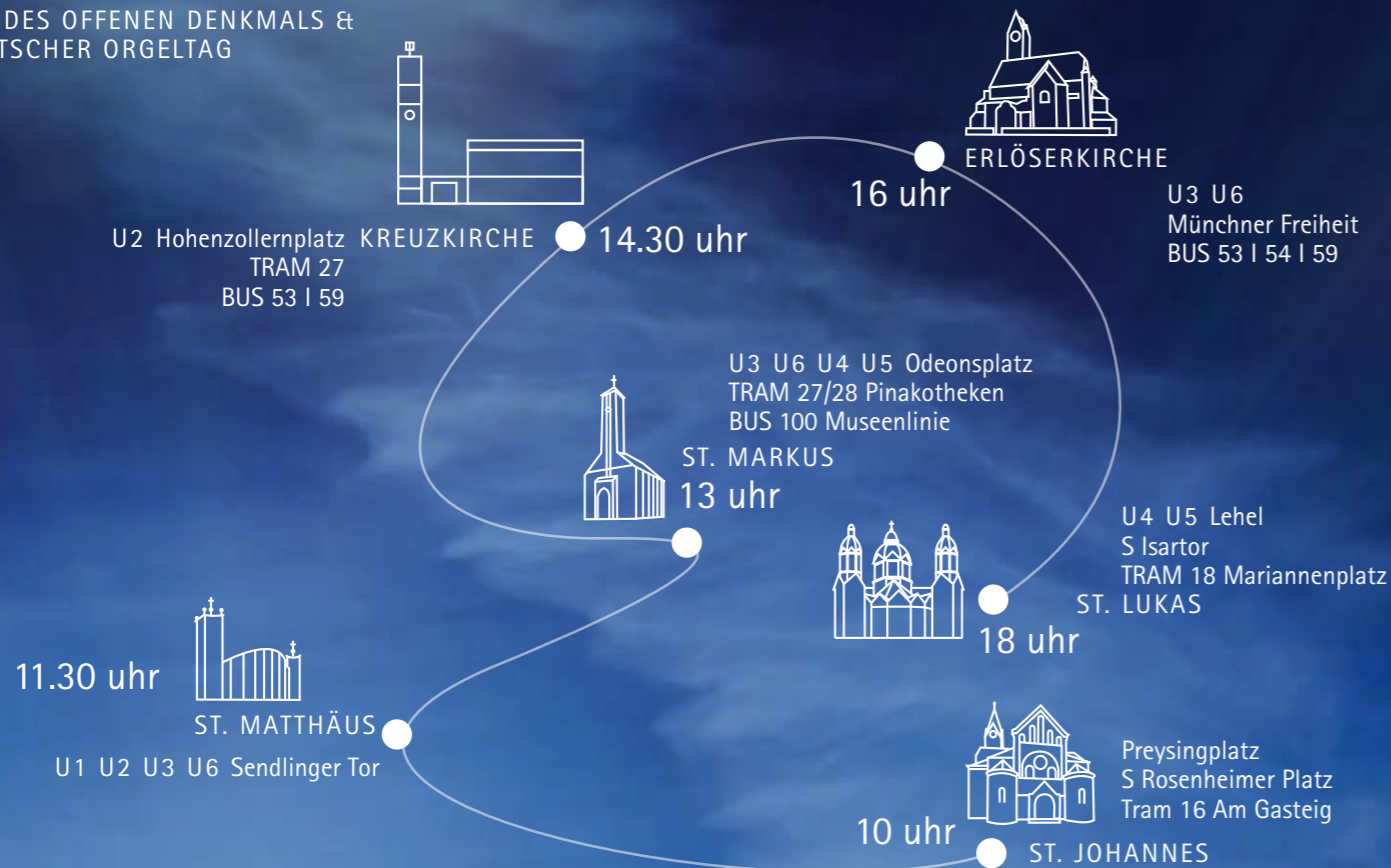 DES OFFENEN DENKMALS &
TSCHER ORGELTAG
ERLÖSERKIRCHE
16 uhr
U3 U6
Münchner Freiheit
BUS 53 I 54 I 59
U2 Hohenzollernplatz KREUZKIRCHE 14.30 uhr
TRAM 27
BUS 53 I 59
U3 U6 U4 U5 Odeonsplatz
TRAM 27/28 Pinakotheken
BUS 100 Museenlinie
ST. MARKUS
13 uhr
U4 U5 Lehel
S Isartor
TRAM 18 Mariannenplatz
ST. LUKAS
18 uhr
11.30 uhr
ST. MATTHÄUS
U1 U2 U3 U6 Sendlinger Tor
Preysingplatz
S Rosenheimer Platz
Tram 16 Am Gasteig
10 uhr
ST. JOHANNES